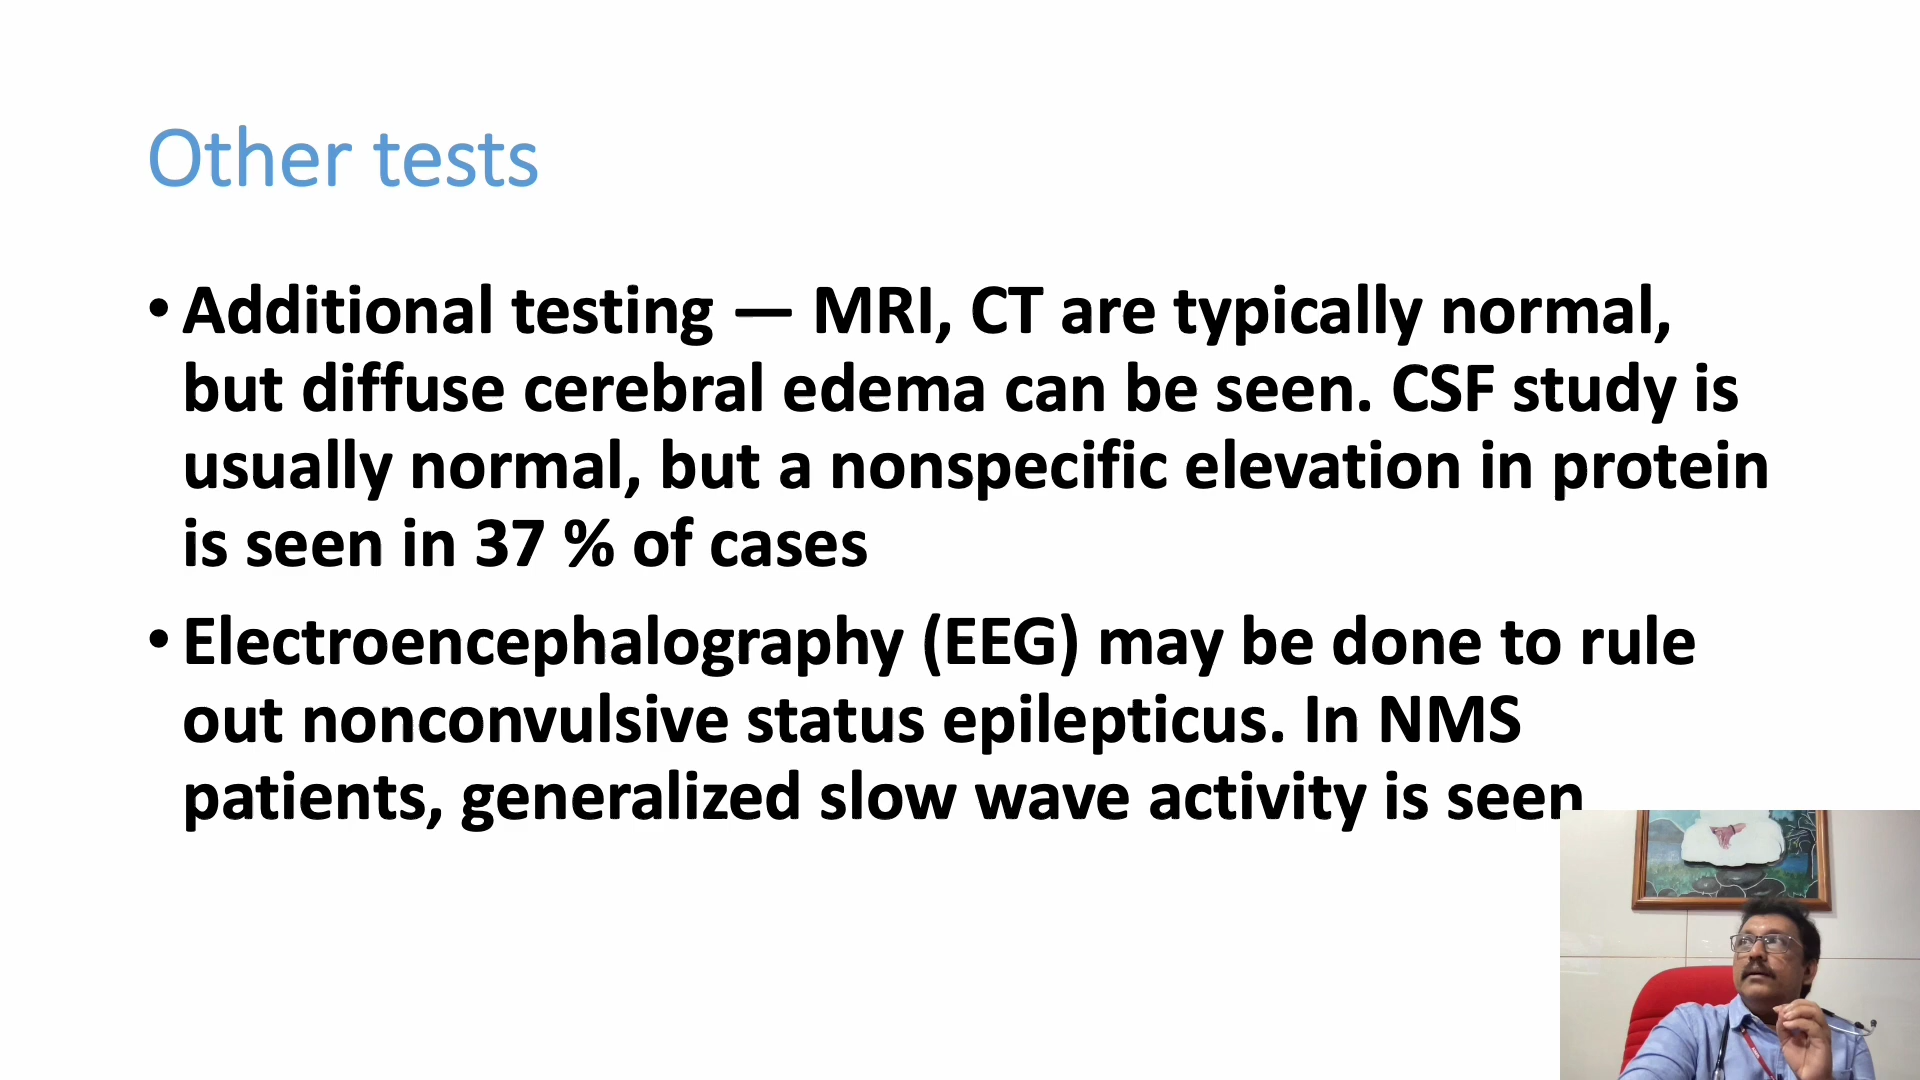 Other tests
• Additional testing — MRI, CT are typically normal,
but diffuse cerebral edema can be seen. CSF study is
usually normal, but a nonspecific elevation in protein
is seen in 37 % of cases
• Electroencephalography (EEG) may be done to rule
out nonconvulsive status epilepticus. In NMS
patients, generalized slow wave activity is seen